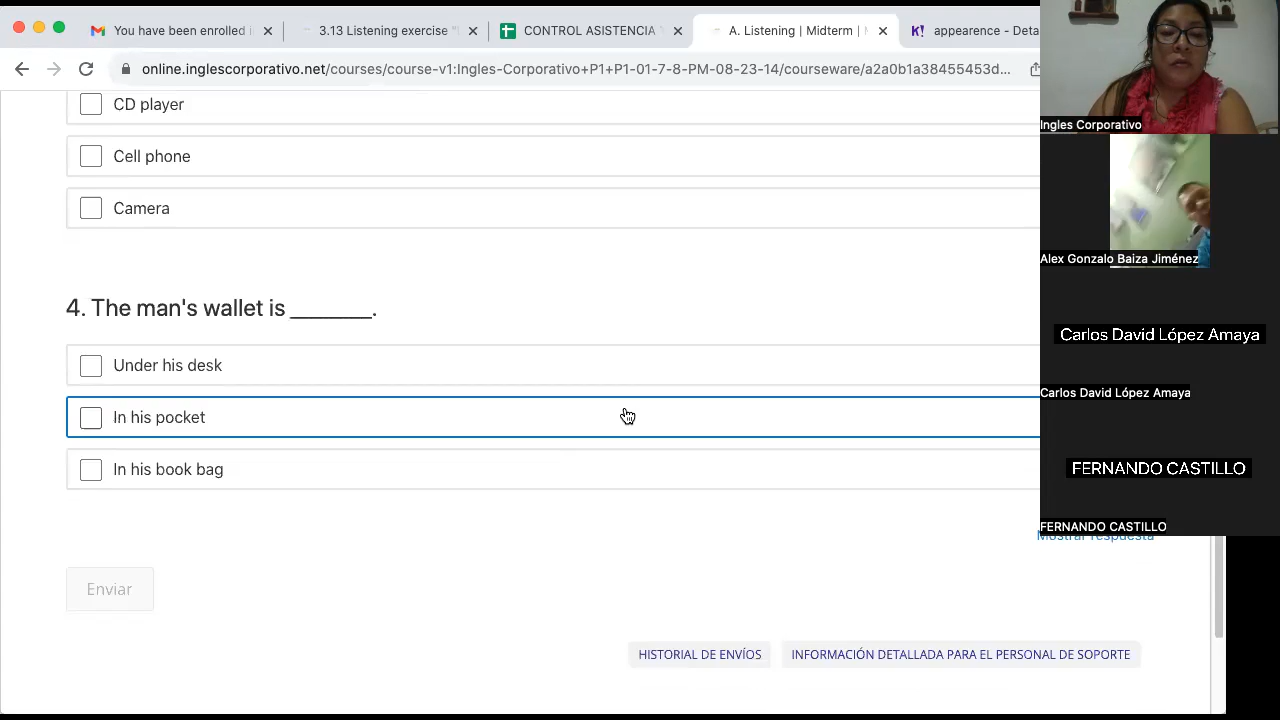 You have been enrolled i
3.13 Listening exercise "
CONTROL ASISTENCIA
A. Listening | Midterm |
K! appearence - Deta
online.inglescorporativo.net/courses/course-v1:Ingles-Corporativo+P1+P1-01-7-8-PM-08-23-14/courseware/a2a0b1a38455453d...
CD player
Cell phone
Camera
4. The man's wallet is ________.
Under his desk
In his pocket
In his book bag
Mostrar respuesta
Enviar
HISTORIAL DE ENVÍOS
INFORMACIÓN DETALLADA PARA EL PERSONAL DE SOPORTE
Ingles Corporativo
Alex Gonzalo Baiza Jiménez
Carlos David López Amaya
Carlos David López Amaya
FERNANDO CASTILLO
FERNANDO CASTILLO